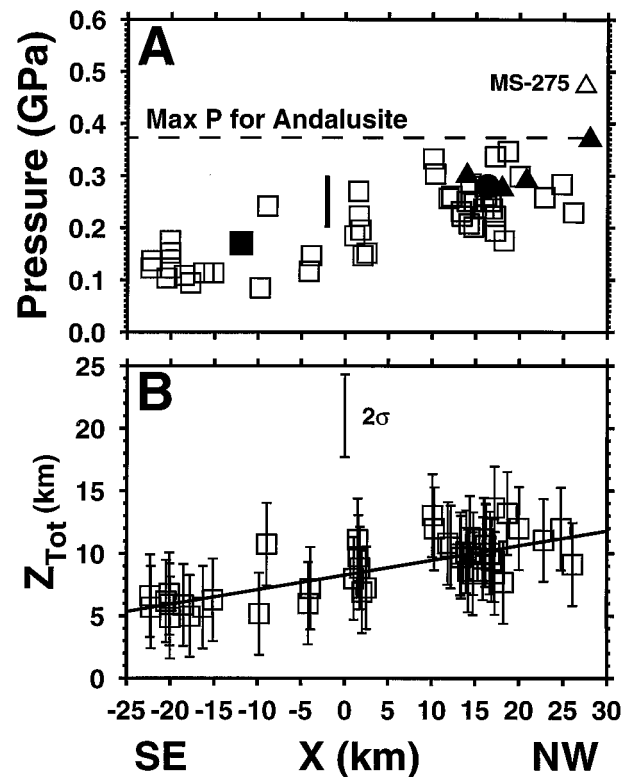 A
0.6
0.5
0.4
0.3
0.2
0.1
0.0
Pressure (GPa)
MS-275
Max P for Andalusite
B
25
20
15
10
5
0
Z_Tot (km)
2σ
-25 -20 -15 -10 -5 0 5 10 15 20 25 30
SE X (km) NW